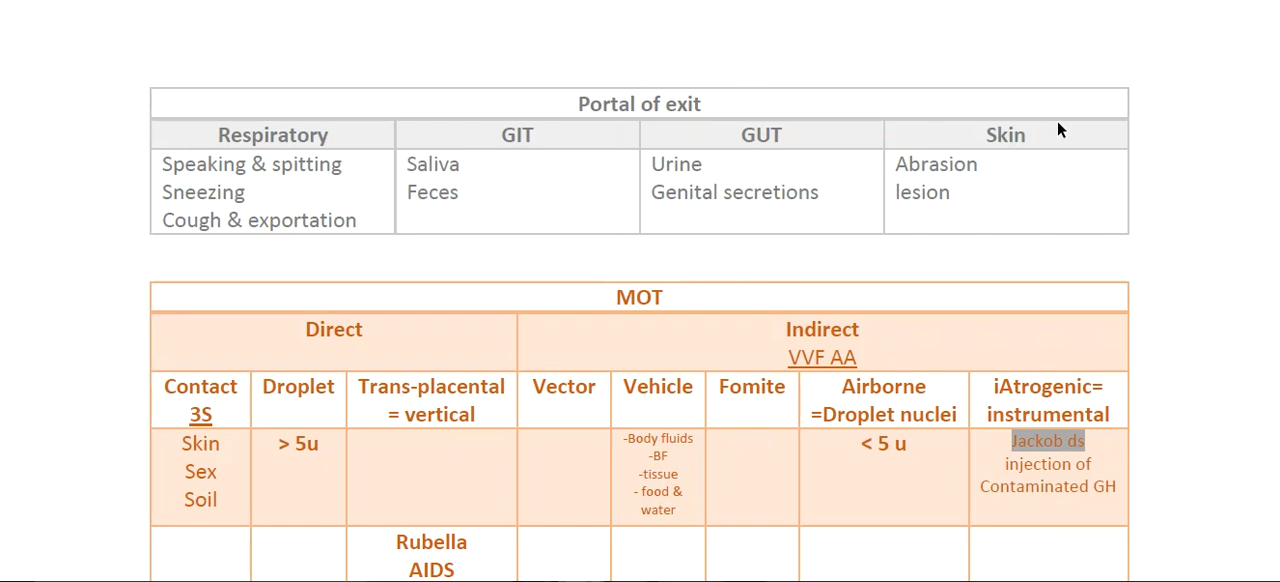 Portal of exit
Respiratory GIT GUT Skin
Speaking & spitting Saliva Urine Abrasion
Sneezing Feces Genital secretions lesion
Cough & exportation
MOT
Direct Indirect
VVF AA
Contact Droplet Trans-placental Vector Vehicle Fomite Airborne iAtrogenic=
3S = vertical =Droplet nuclei instrumental
Skin > 5u -Body fluids < 5 u Jackob ds
Sex -BF injection of
Soil -tissue Contaminated GH
- food &
water
Rubella
AIDS